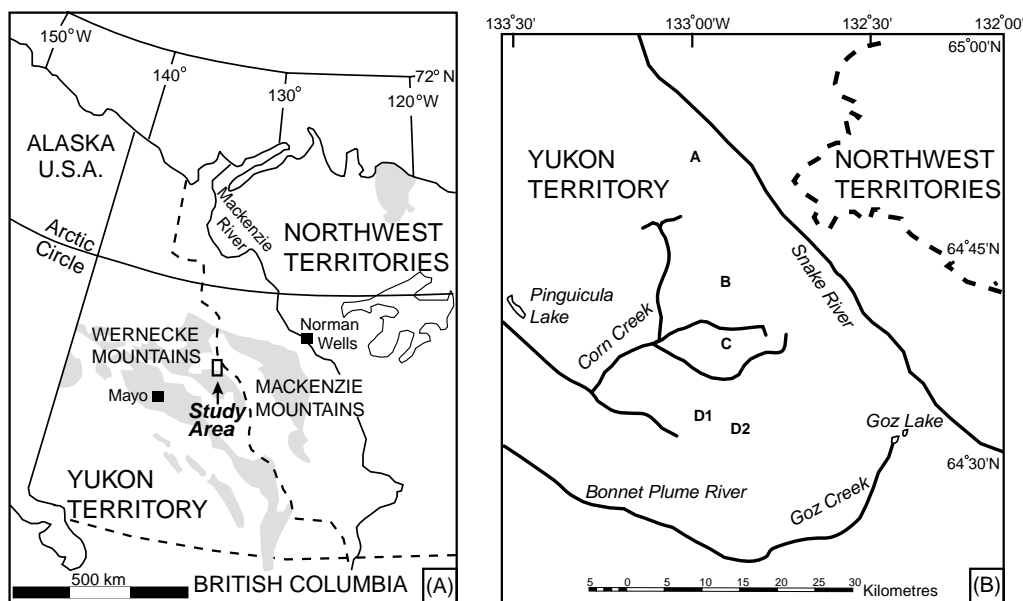 150°W
140°
130°
72° N
120°W
ALASKA
U.S.A.
Mackenzie
River
NORTHWEST
TERRITORIES
Arctic
Circle
Norman
Wells
WERNECKE
MOUNTAINS
MACKENZIE
MOUNTAINS
Mayo
Study
Area
YUKON
TERRITORY
500 km
BRITISH COLUMBIA
(A)
133°30'
133°00'W
132°30'
132°00'
65°00'N
A
YUKON
TERRITORY
NORTHWEST
TERRITORIES
64°45'N
Snake River
B
Pinguicula
Lake
Corn Creek
C
D1
D2
Goz Lake
64°30'N
Bonnet Plume River
Goz Creek
5 0 5 10 15 20 25 30
Kilometres
(B)